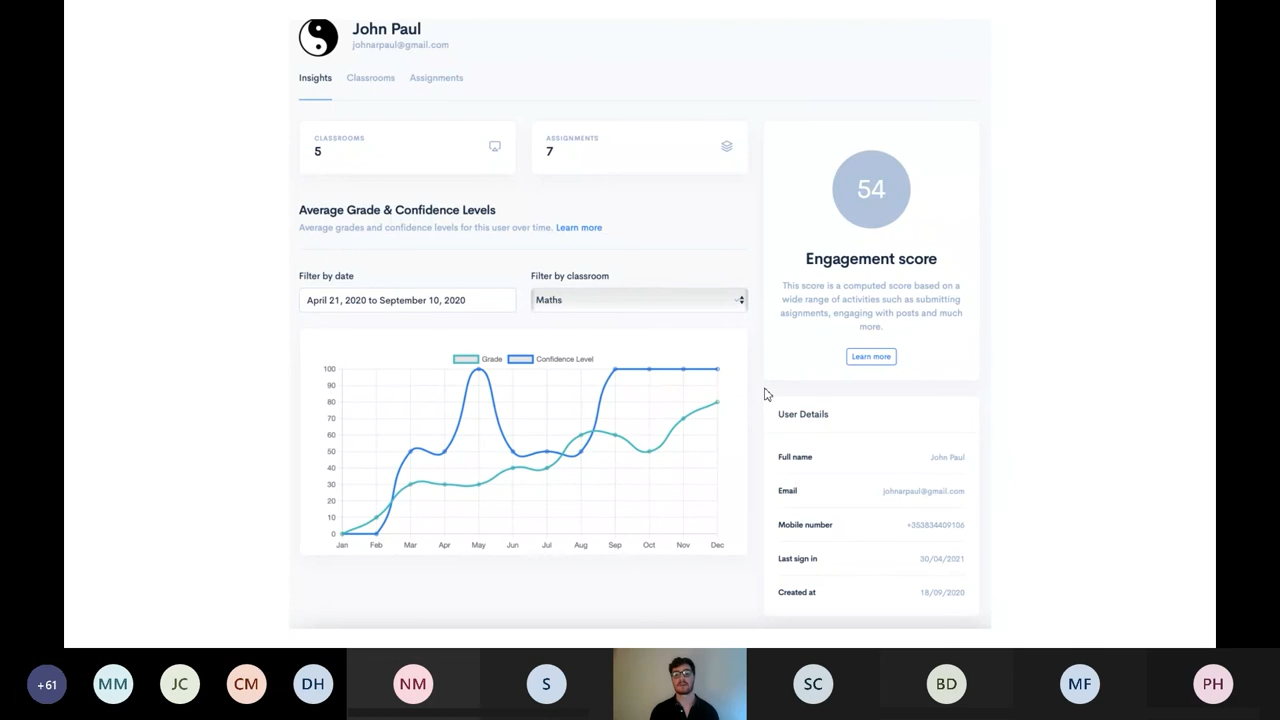 John Paul
johnarpaul@gmail.com
Insights Classrooms Assignments
CLASSROOMS
5
ASSIGNMENTS
7
Average Grade & Confidence Levels
Average grades and confidence levels for this user over time. Learn more
Filter by date
April 21, 2020 to September 10, 2020
Filter by classroom
Maths
Grade Confidence Level
100
90
80
70
60
50
40
30
20
10
0
Jan Feb Mar Apr May Jun Jul Aug Sep Oct Nov Dec
54
Engagement score
This score is a computed score based on a
wide range of activities such as submitting
asignments, engaging with posts and much
more.
Learn more
User Details
Full name John Paul
Email johnarpaul@gmail.com
Mobile number +353834409106
Last sign in 30/04/2021
Created at 18/09/2020
+61 MM JC CM DH NM S SC BD MF PH